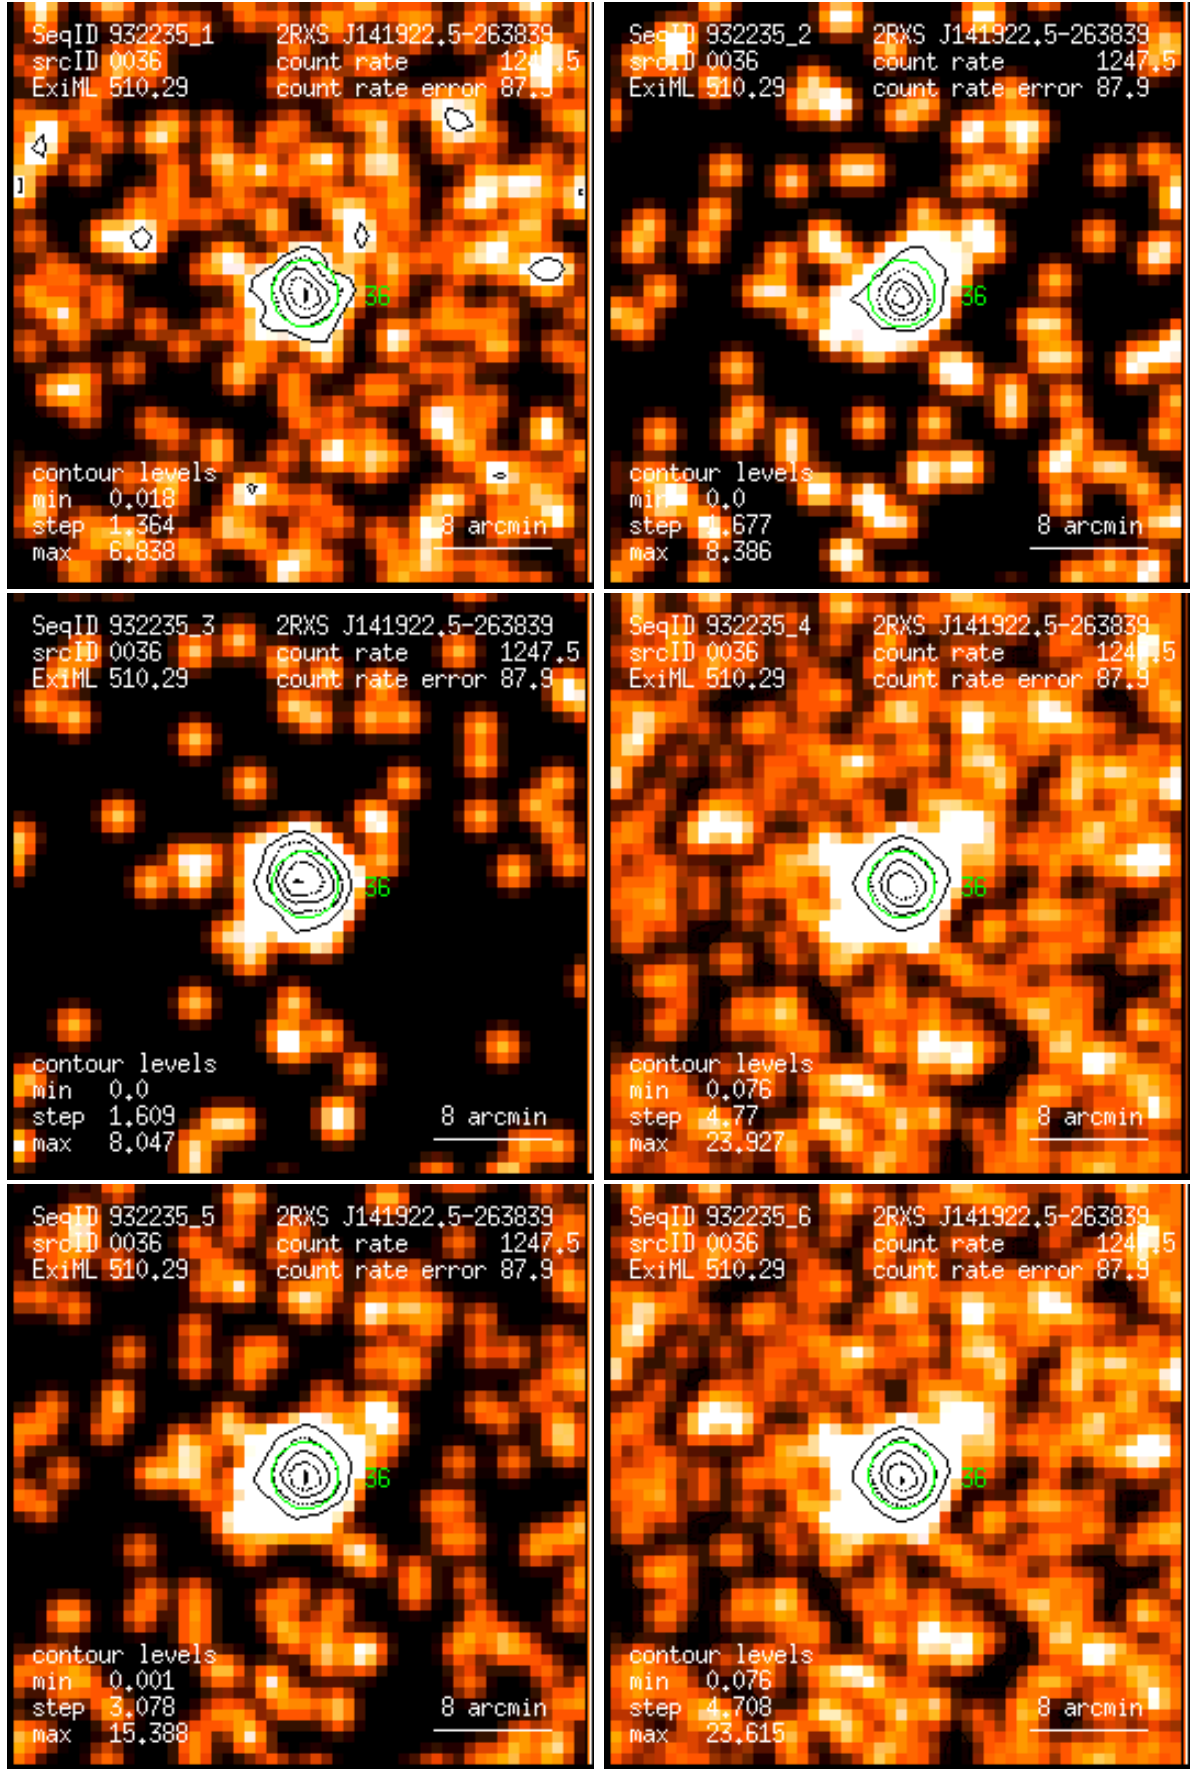 SeqID 932235_1 2RXS J141922.5-263839
srcID 0036 count rate 1247.5
ExiML 510.29 count rate error 87.9
36
contour levels
min 0.018
step 1.364 8 arcmin
max 6.838
SeqID 932235_2 2RXS J141922.5-263839
srcID 0036 count rate 1247.5
ExiML 510.29 count rate error 87.9
36
contour levels
min 0.0
step 1.677 8 arcmin
max 8.386
SeqID 932235_3 2RXS J141922.5-263839
srcID 0036 count rate 1247.5
ExiML 510.29 count rate error 87.9
36
contour levels
min 0.0
step 1.609 8 arcmin
max 8.047
SeqID 932235_4 2RXS J141922.5-263839
srcID 0036 count rate 1247.5
ExiML 510.29 count rate error 87.9
36
contour levels
min 0.076
step 4.77 8 arcmin
max 23.927
SeqID 932235_5 2RXS J141922.5-263839
srcID 0036 count rate 1247.5
ExiML 510.29 count rate error 87.9
36
contour levels
min 0.001
step 3.078 8 arcmin
max 15.388
SeqID 932235_6 2RXS J141922.5-263839
srcID 0036 count rate 1247.5
ExiML 510.29 count rate error 87.9
36
contour levels
min 0.076
step 4.708 8 arcmin
max 23.615